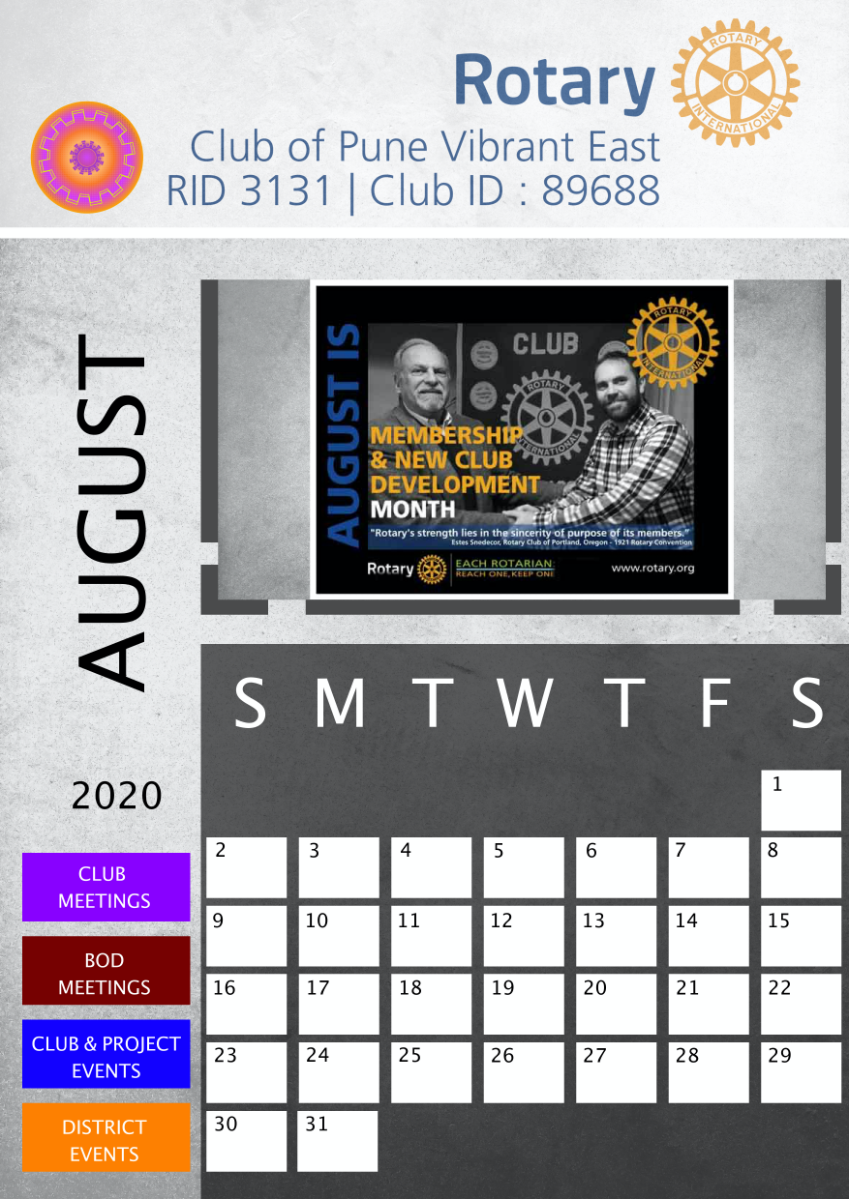 Rotary
ROTARY
INTERNATIONAL
Club of Pune Vibrant East
RID 3131 | Club ID : 89688
AUGUST
2020
AUGUST IS
CLUB
ROTARY
INTERNATIONAL
ROTARY
INTERNATIONAL
MEMBERSHIP
& NEW CLUB
DEVELOPMENT
MONTH
"Rotary's strength lies in the sincerity of purpose of its members."
Estes Snedecor, Rotary Club of Portland, Oregon - 1921 Rotary Convention
Rotary
EACH ROTARIAN:
REACH ONE, KEEP ONE
www.rotary.org
S M T W T F S
1
2 3 4 5 6 7 8
9 10 11 12 13 14 15
16 17 18 19 20 21 22
23 24 25 26 27 28 29
30 31
CLUB
MEETINGS
BOD
MEETINGS
CLUB & PROJECT
EVENTS
DISTRICT
EVENTS